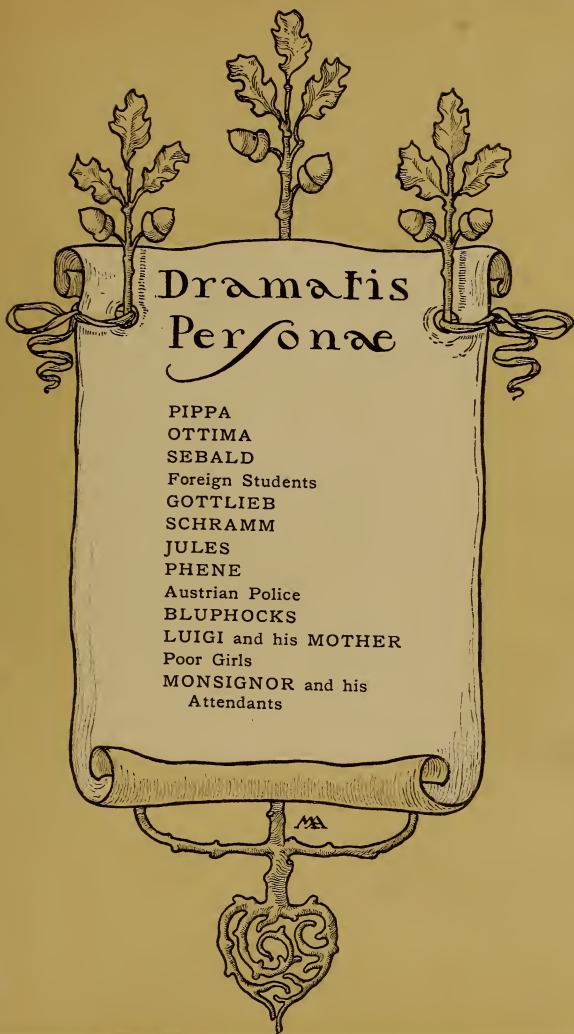 Dramatis
Personae
PIPPA
OTTIMA
SEBALD
Foreign Students
GOTTLIEB
SCHRAMM
JULES
PHENE
Austrian Police
BLUPHOCKS
LUIGI and his MOTHER
Poor Girls
MONSIGNOR and his
Attendants